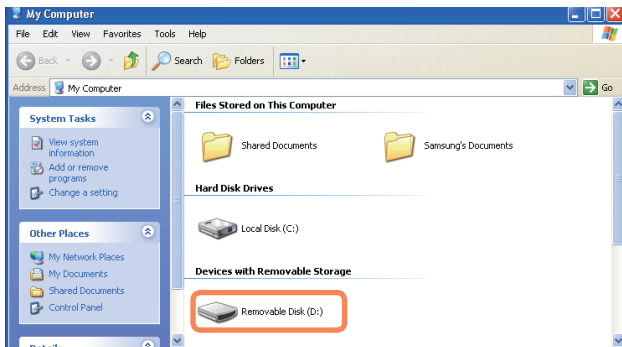 My Computer
File Edit View Favorites Tools Help
Back Search Folders
Address My Computer Go
System Tasks
View system
information
Add or remove
programs
Change a setting
Other Places
My Network Places
My Documents
Shared Documents
Control Panel
Details
Files Stored on This Computer
Shared Documents Samsung's Documents
Hard Disk Drives
Local Disk (C:)
Devices with Removable Storage
Removable Disk (D:)